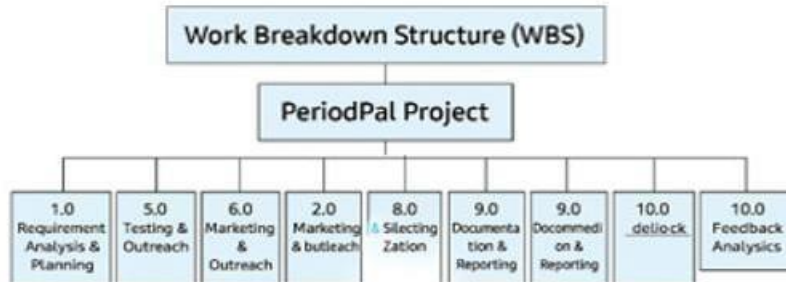 Work Breakdown Structure (WBS)
PeriodPal Project
1.0
Requirement
Analysis &
Planning
5.0
Testing &
Outreach
6.0
Marketing
&
Outreach
2.0
Marketing
& butleach
8.0
& Silecting
Zation
9.0
Documenta
tion &
Reporting
9.0
Docommedi
on &
Reporting
10.0
deliock
10.0
Feedback
Analytics